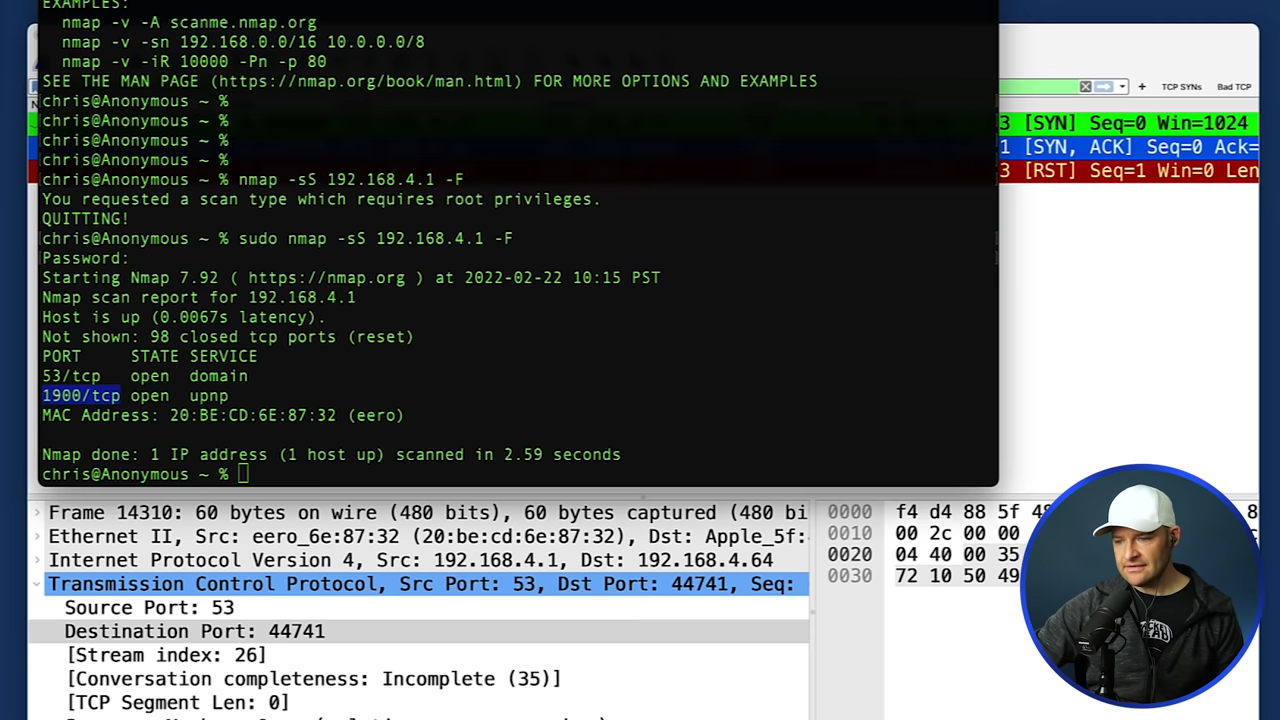 EXAMPLES:
nmap -v -A scanme.nmap.org
nmap -v -sn 192.168.0.0/16 10.0.0.0/8
nmap -v -iR 10000 -Pn -p 80
SEE THE MAN PAGE (https://nmap.org/book/man.html) FOR MORE OPTIONS AND EXAMPLES
chris@Anonymous ~ %
chris@Anonymous ~ %
chris@Anonymous ~ %
chris@Anonymous ~ %
chris@Anonymous ~ % nmap -sS 192.168.4.1 -F
You requested a scan type which requires root privileges.
QUITTING!
chris@Anonymous ~ % sudo nmap -sS 192.168.4.1 -F
Password:
Starting Nmap 7.92 ( https://nmap.org ) at 2022-02-22 10:15 PST
Nmap scan report for 192.168.4.1
Host is up (0.0067s latency).
Not shown: 98 closed tcp ports (reset)
PORT STATE SERVICE
53/tcp open domain
1900/tcp open upnp
MAC Address: 20:BE:CD:6E:87:32 (eero)
Nmap done: 1 IP address (1 host up) scanned in 2.59 seconds
chris@Anonymous ~ %
+ TCP SYNs Bad TCP
3 [SYN] Seq=0 Win=1024
1 [SYN, ACK] Seq=0 Ack=
3 [RST] Seq=1 Win=0 Len
Frame 14310: 60 bytes on wire (480 bits), 60 bytes captured (480 bi
Ethernet II, Src: eero_6e:87:32 (20:be:cd:6e:87:32), Dst: Apple_5f:
Internet Protocol Version 4, Src: 192.168.4.1, Dst: 192.168.4.64
Transmission Control Protocol, Src Port: 53, Dst Port: 44741, Seq:
Source Port: 53
Destination Port: 44741
[Stream index: 26]
[Conversation completeness: Incomplete (35)]
[TCP Segment Len: 0]
0000 f4 d4 88 5f
0010 00 2c 00 00
0020 04 40 00 35
0030 72 10 50 49